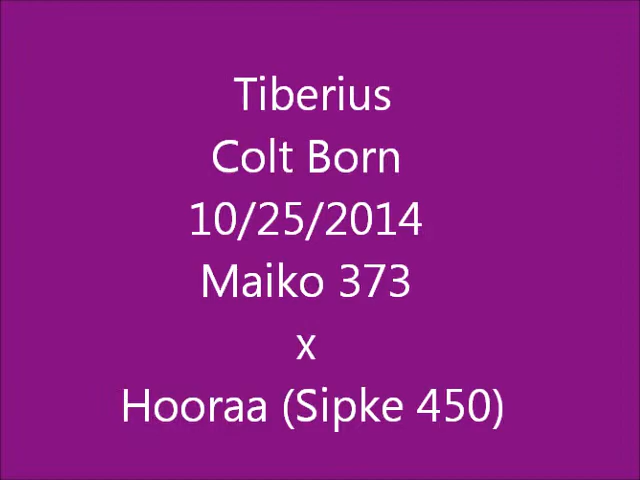 Tiberius
Colt Born
10/25/2014
Maiko 373
x
Hooraa (Sipke 450)